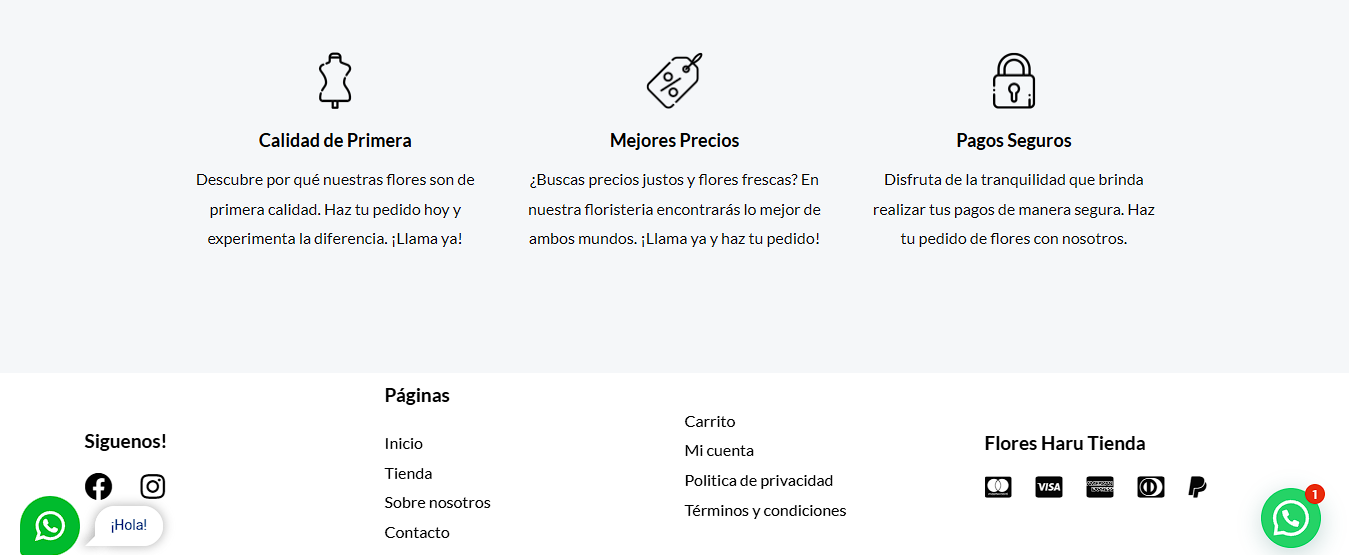 Calidad de Primera
Descubre por qué nuestras flores son de
primera calidad. Haz tu pedido hoy y
experimenta la diferencia. ¡Llama ya!
Mejores Precios
¿Buscas precios justos y flores frescas? En
nuestra floristeria encontrarás lo mejor de
ambos mundos. ¡Llama ya y haz tu pedido!
Pagos Seguros
Disfruta de la tranquilidad que brinda
realizar tus pagos de manera segura. Haz
tu pedido de flores con nosotros.
Siguenos!
¡Hola!
Páginas
Inicio
Tienda
Sobre nosotros
Contacto
Carrito
Mi cuenta
Politica de privacidad
Términos y condiciones
Flores Haru Tienda
VISA
1